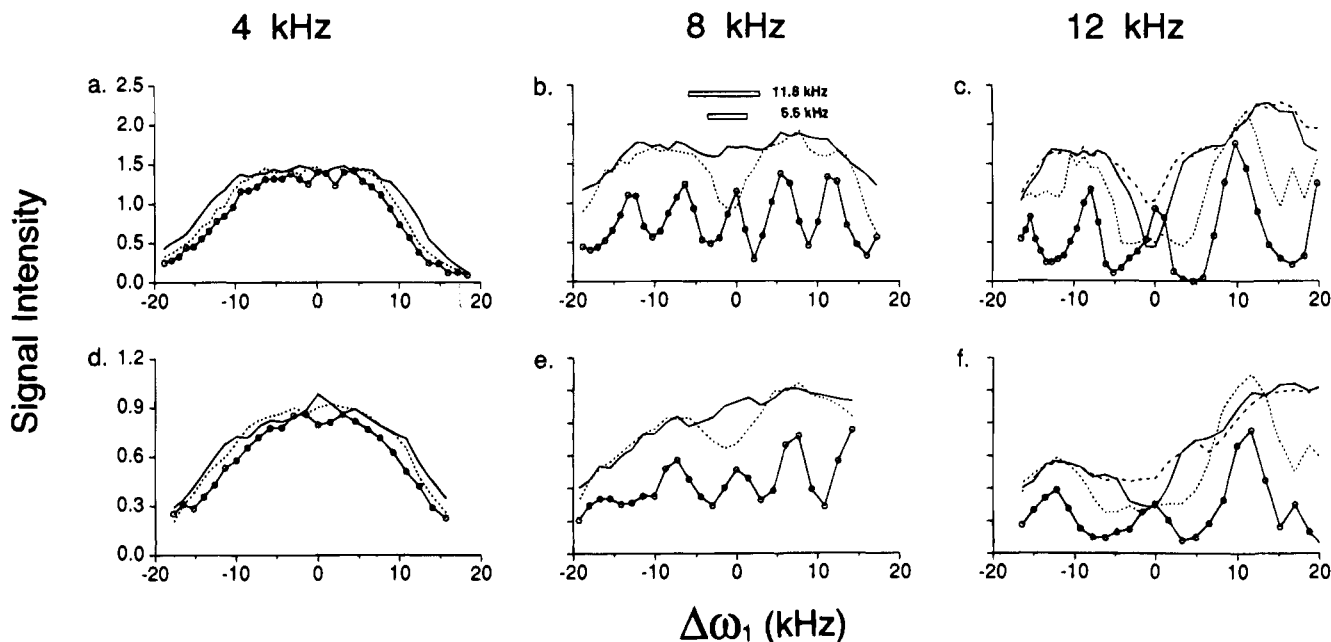 4 kHz 8 kHz 12 kHz
a. b. c.
2.5
2.0
1.5
1.0
0.5
0.0
11.8 kHz
5.5 kHz
-20 -10 0 10 20 -20 -10 0 10 20 -20 -10 0 10 20
Signal Intensity
d. e. f.
1.2
0.9
0.6
0.3
0.0
-20 -10 0 10 20 -20 -10 0 10 20 -20 -10 0 10 20
Δω₁ (kHz)